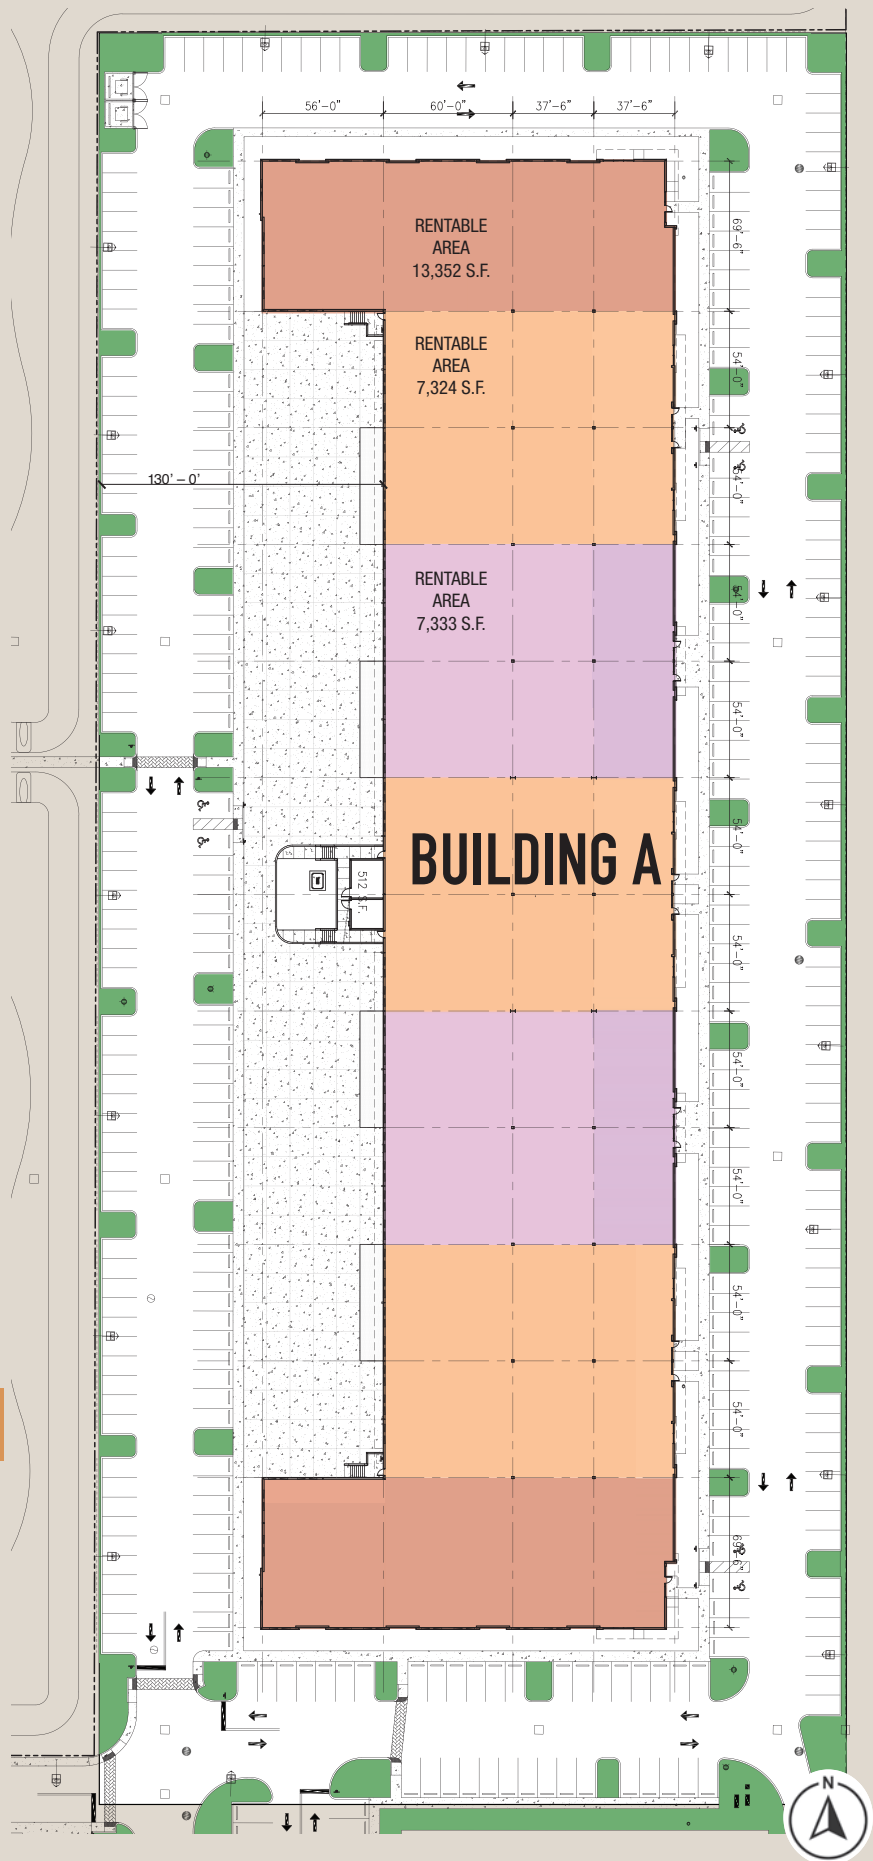 56'-0"
60'-0"
37'-6"
37'-6"
69'-6"
RENTABLE
AREA
13,352 S.F.
RENTABLE
AREA
7,324 S.F.
54'-0"
130' – 0'
54'-0"
RENTABLE
AREA
7,333 S.F.
54'-0"
54'-0"
54'-0"
BUILDING A
512 S.F.
54'-0"
54'-0"
54'-0"
54'-0"
54'-0"
69'-6"
N